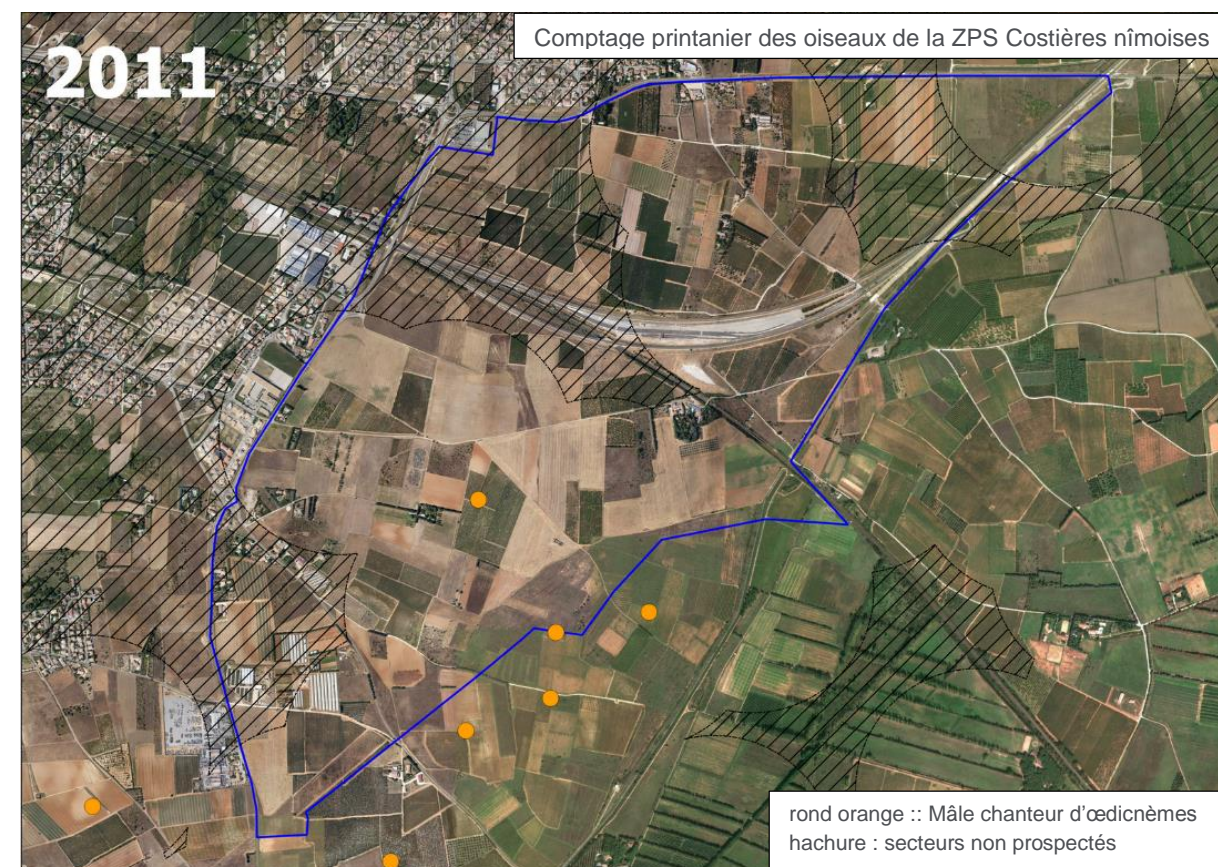 2011
Comptage printanier des oiseaux de la ZPS Costières nîmoises
rond orange :: Mâle chanteur d'œdicnèmes
hachure : secteurs non prospectés